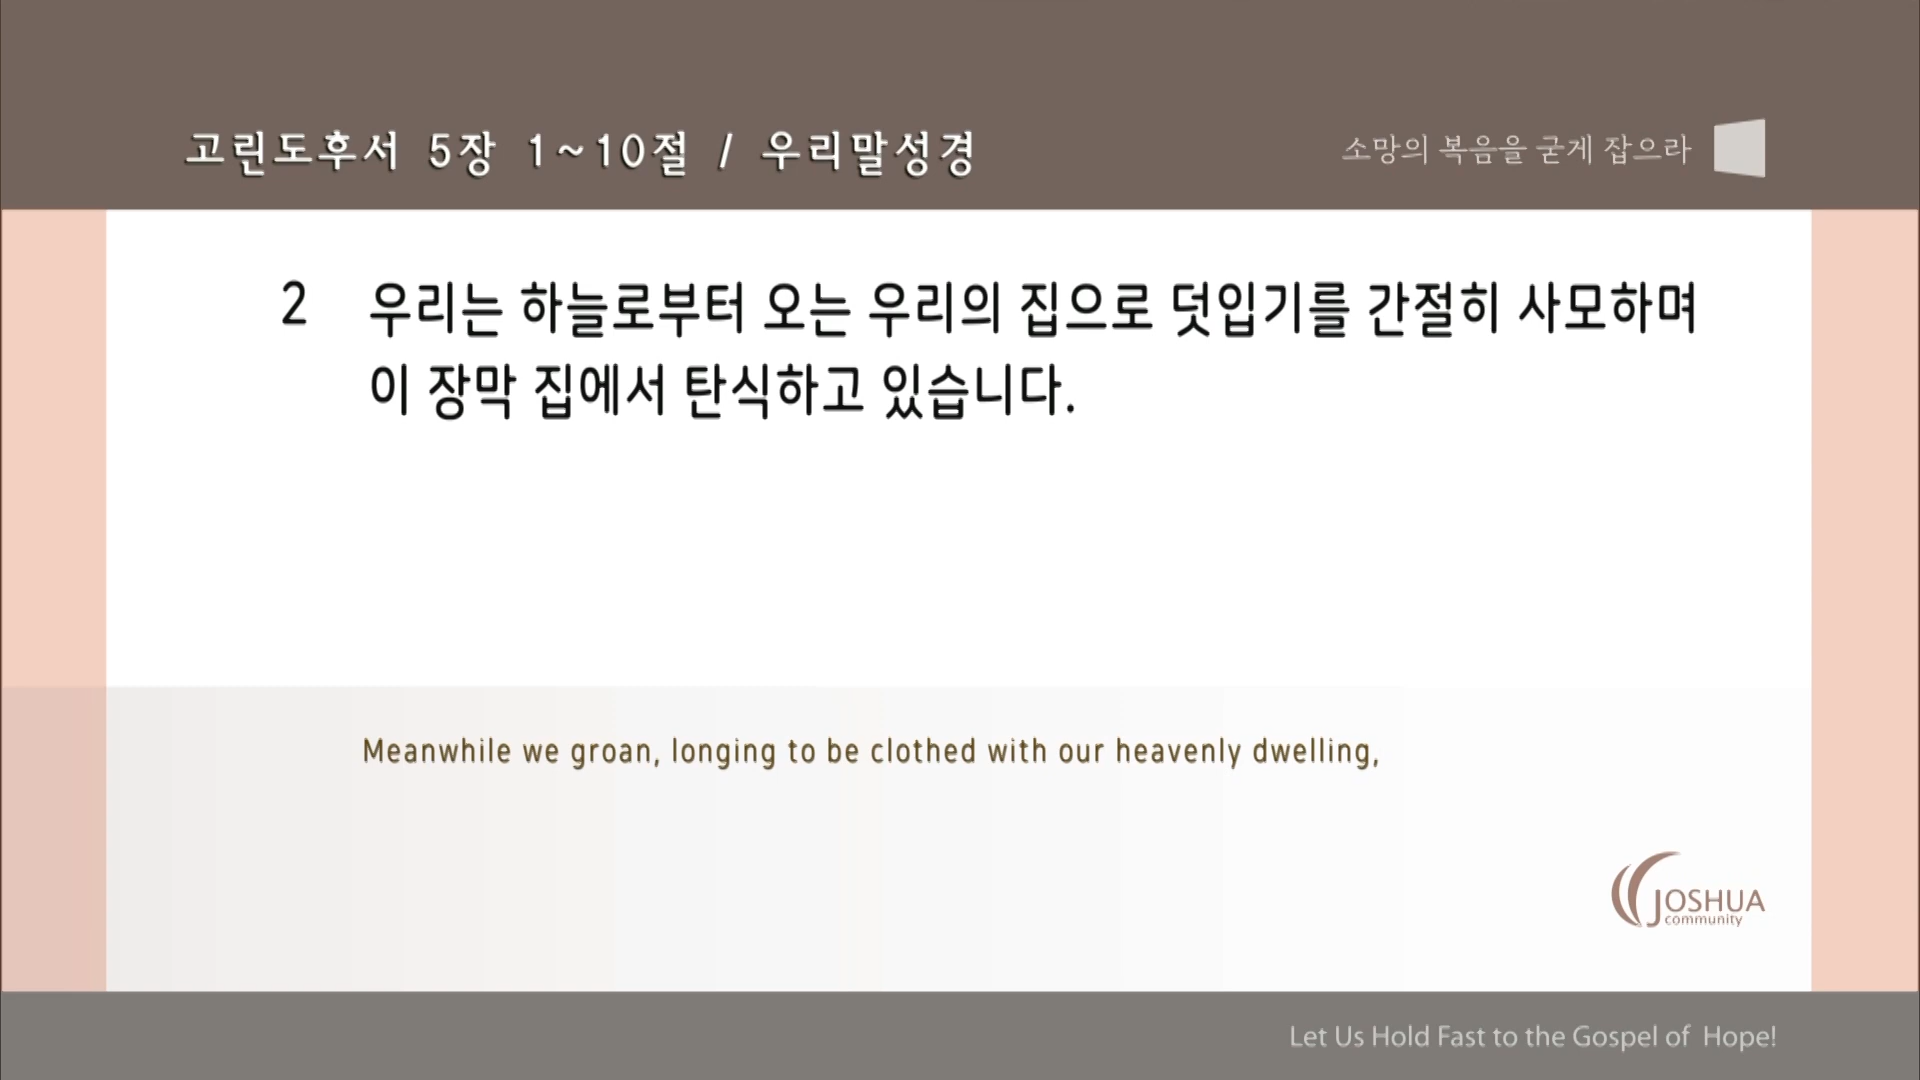 고린도후서 5장 1~10절 / 우리말성경
소망의 복음을 굳게 잡으라
2 우리는 하늘로부터 오는 우리의 집으로 덧입기를 간절히 사모하며
이 장막 집에서 탄식하고 있습니다.
Meanwhile we groan, longing to be clothed with our heavenly dwelling,
JOSHUA
community
Let Us Hold Fast to the Gospel of Hope!